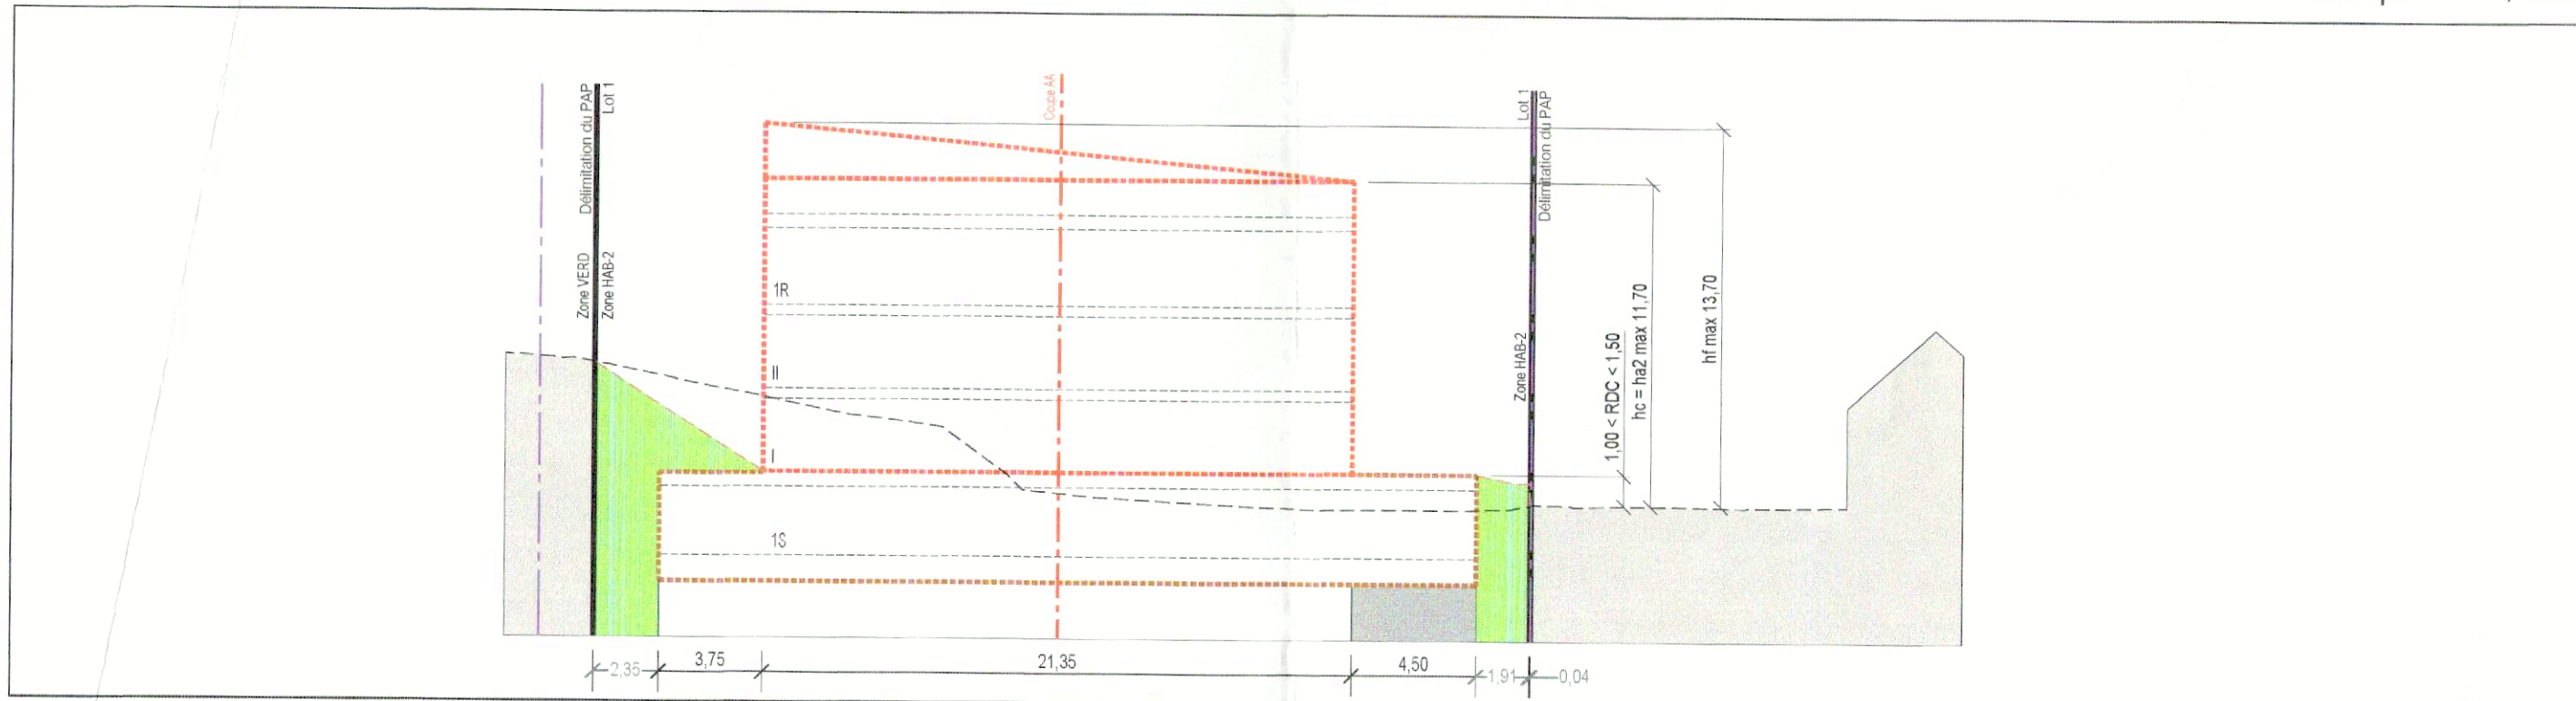 Délimitation du PAP
Lot 1
Zone VERD
Zone HAB-2
Coupe AA
1R
II
I
1S
Lot 1
Délimitation du PAP
Zone HAB-2
1,00 < RDC < 1,50
hc = ha2 max 11,70
hf max 13,70
2,35
3,75
21,35
4,50
1,91
0,04